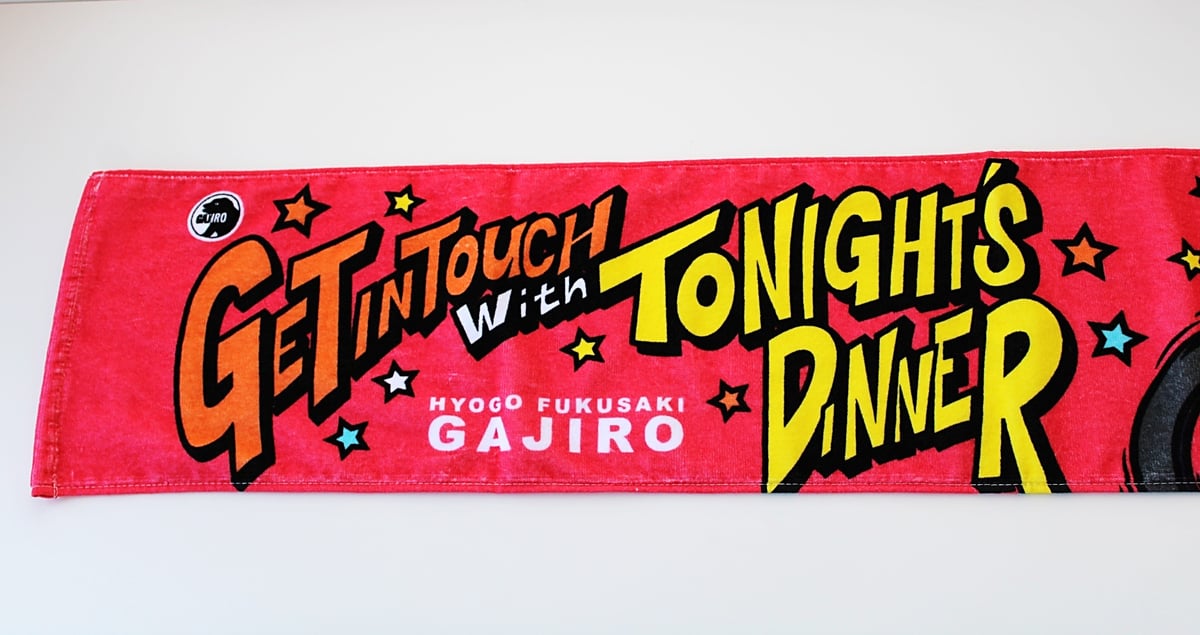 GAJIRO
GET IN TOUCH
With
TONIGHT'S
DINNER
HYOGO FUKUSAKI
GAJIRO